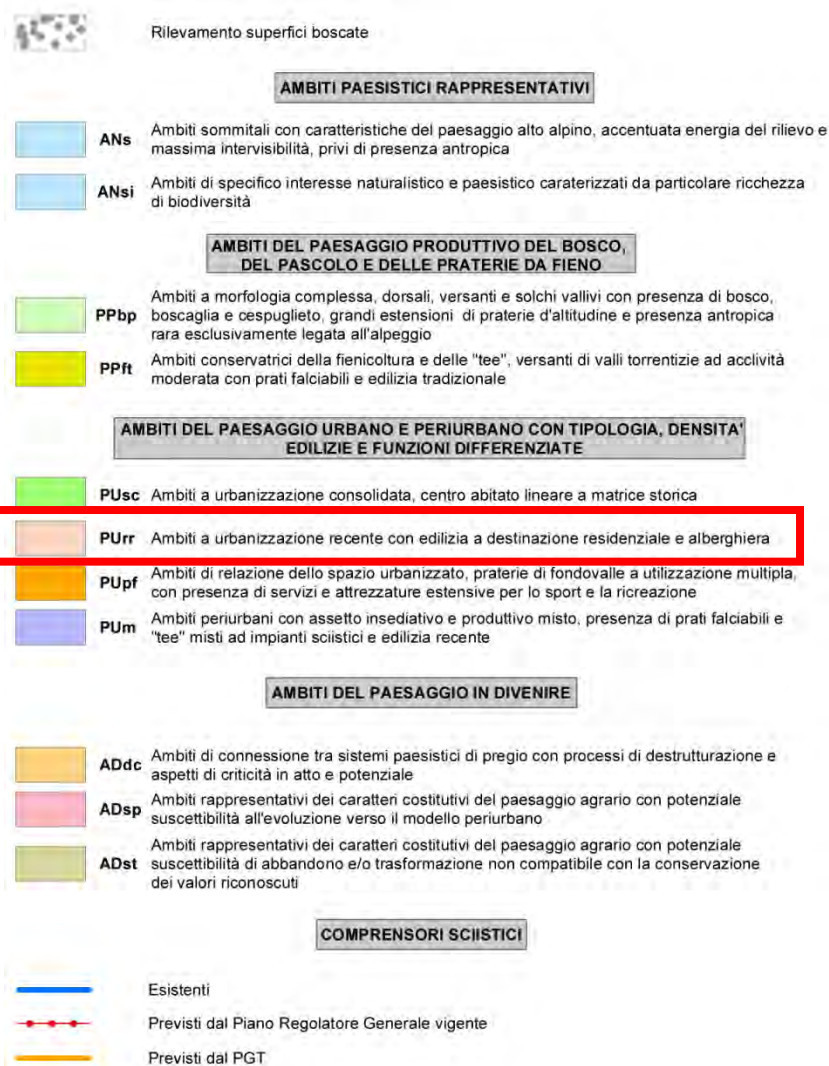 Rilevamento superfici boscate
AMBITI PAESISTICI RAPPRESENTATIVI
ANs Ambiti sommitali con caratteristiche del paesaggio alto alpino, accentuata energia del rilievo e
massima intervisibilità, privi di presenza antropica
ANsi Ambiti di specifico interesse naturalistico e paesistico caraterizzati da particolare ricchezza
di biodiversità
AMBITI DEL PAESAGGIO PRODUTTIVO DEL BOSCO,
DEL PASCOLO E DELLE PRATERIE DA FIENO
Ambiti a morfologia complessa, dorsali, versanti e solchi vallivi con presenza di bosco,
PPbp boscaglia e cespuglieto, grandi estensioni di praterie d'altitudine e presenza antropica
rara esclusivamente legata all'alpeggio
PPft Ambiti conservatrici della fienicoltura e delle "tee", versanti di valli torrentizie ad acclività
moderata con prati falciabili e edilizia tradizionale
AMBITI DEL PAESAGGIO URBANO E PERIURBANO CON TIPOLOGIA, DENSITA'
EDILIZIE E FUNZIONI DIFFERENZIATE
PUsc Ambiti a urbanizzazione consolidata, centro abitato lineare a matrice storica
PUrr Ambiti a urbanizzazione recente con edilizia a destinazione residenziale e alberghiera
PUpf Ambiti di relazione dello spazio urbanizzato, praterie di fondovalle a utilizzazione multipla,
con presenza di servizi e attrezzature estensive per lo sport e la ricreazione
PUm Ambiti periurbani con assetto insediativo e produttivo misto, presenza di prati falciabili e
"tee" misti ad impianti sciistici e edilizia recente
AMBITI DEL PAESAGGIO IN DIVENIRE
ADdc Ambiti di connessione tra sistemi paesistici di pregio con processi di destrutturazione e
aspetti di criticità in atto e potenziale
ADsp Ambiti rappresentativi dei caratteri costitutivi del paesaggio agrario con potenziale
suscettibilità all'evoluzione verso il modello periurbano
Ambiti rappresentativi dei caratteri costitutivi del paesaggio agrario con potenziale
ADst suscettibilità di abbandono e/o trasformazione non compatibile con la conservazione
dei valori riconoscuti
COMPRENSORI SCIISTICI
Esistenti
Previsti dal Piano Regolatore Generale vigente
Previsti dal PGT